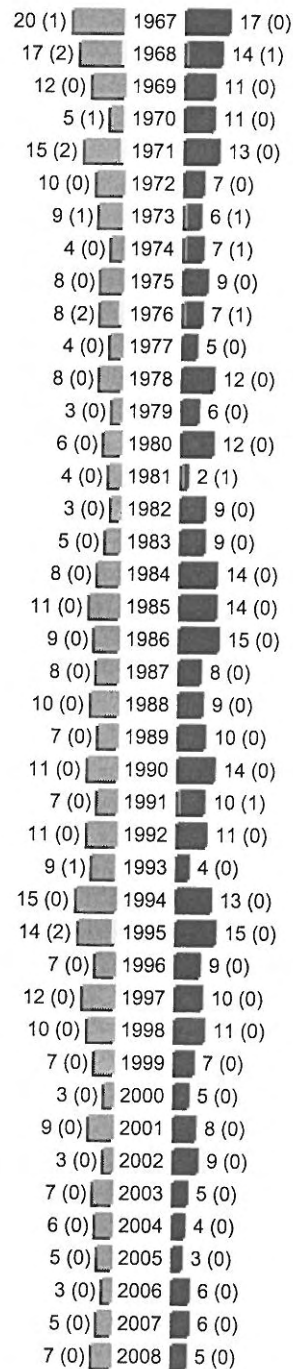 20 (1) 1967 17 (0)
17 (2) 1968 14 (1)
12 (0) 1969 11 (0)
5 (1) 1970 11 (0)
15 (2) 1971 13 (0)
10 (0) 1972 7 (0)
9 (1) 1973 6 (1)
4 (0) 1974 7 (1)
8 (0) 1975 9 (0)
8 (2) 1976 7 (1)
4 (0) 1977 5 (0)
8 (0) 1978 12 (0)
3 (0) 1979 6 (0)
6 (0) 1980 12 (0)
4 (0) 1981 2 (1)
3 (0) 1982 9 (0)
5 (0) 1983 9 (0)
8 (0) 1984 14 (0)
11 (0) 1985 14 (0)
9 (0) 1986 15 (0)
8 (0) 1987 8 (0)
10 (0) 1988 9 (0)
7 (0) 1989 10 (0)
11 (0) 1990 14 (0)
7 (0) 1991 10 (1)
11 (0) 1992 11 (0)
9 (1) 1993 4 (0)
15 (0) 1994 13 (0)
14 (2) 1995 15 (0)
7 (0) 1996 9 (0)
12 (0) 1997 10 (0)
10 (0) 1998 11 (0)
7 (0) 1999 7 (0)
3 (0) 2000 5 (0)
9 (0) 2001 8 (0)
3 (0) 2002 9 (0)
7 (0) 2003 5 (0)
6 (0) 2004 4 (0)
5 (0) 2005 3 (0)
3 (0) 2006 6 (0)
5 (0) 2007 6 (0)
7 (0) 2008 5 (0)